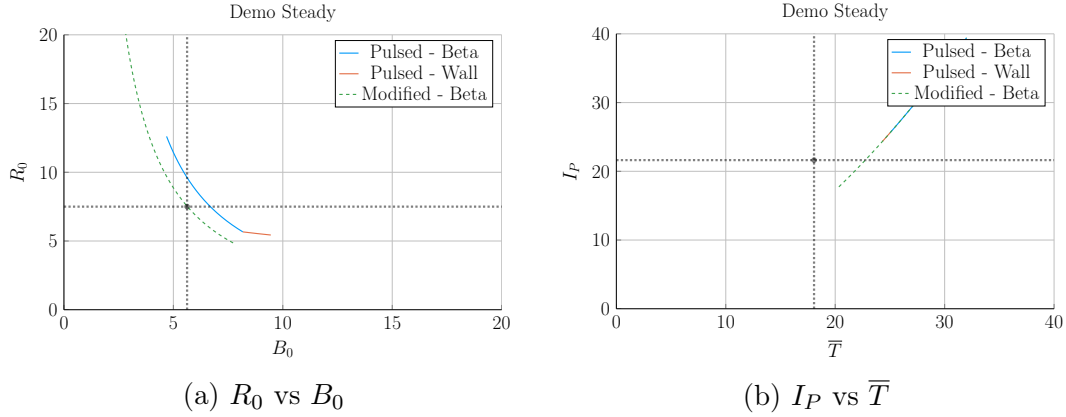 Demo Steady
20
15
10
5
0
R₀
0 5 10 15 20
B₀
Pulsed - Beta
Pulsed - Wall
Modified - Beta
(a) R₀ vs B₀
Demo Steady
40
30
20
10
0
I_P
0 10 20 30 40
T̅
Pulsed - Beta
Pulsed - Wall
Modified - Beta
(b) I_P vs T̅